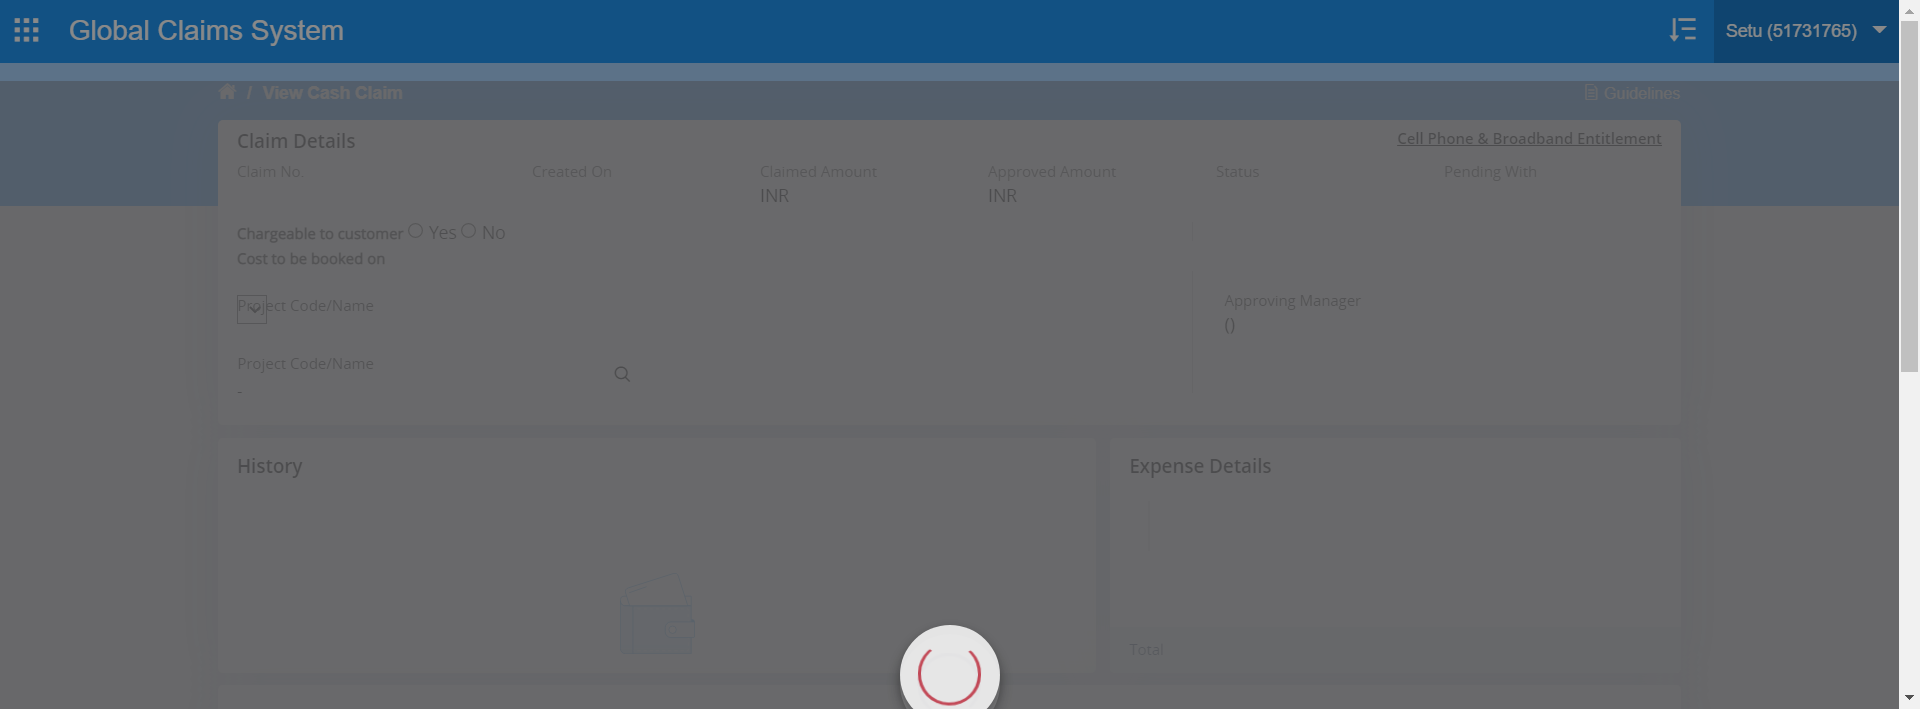 Global Claims System
Setu (51731765)
/ View Cash Claim
Guidelines
Claim Details
Cell Phone & Broadband Entitlement
Claim No.
Created On
Claimed Amount
Approved Amount
Status
Pending With
INR
INR
Chargeable to customer Yes No
Cost to be booked on
Project Code/Name
Approving Manager
()
Project Code/Name
-
History
Expense Details
Total